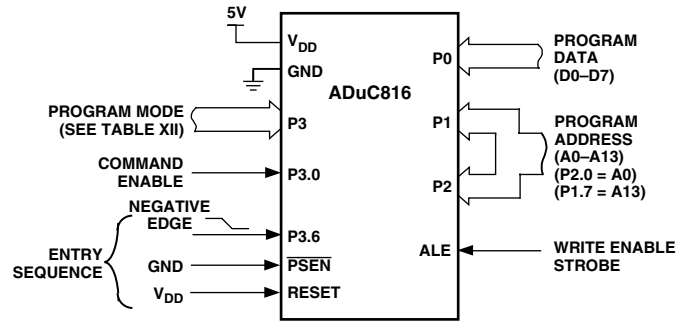 5V
VDD
GND
ADuC816
P0
PROGRAM
DATA
(D0–D7)
PROGRAM MODE
(SEE TABLE XII)
P3
P1
PROGRAM
ADDRESS
(A0–A13)
(P2.0 = A0)
(P1.7 = A13)
COMMAND
ENABLE
P3.0
P2
NEGATIVE
EDGE
P3.6
ENTRY
SEQUENCE
GND
PSEN
VDD
RESET
ALE
WRITE ENABLE
STROBE